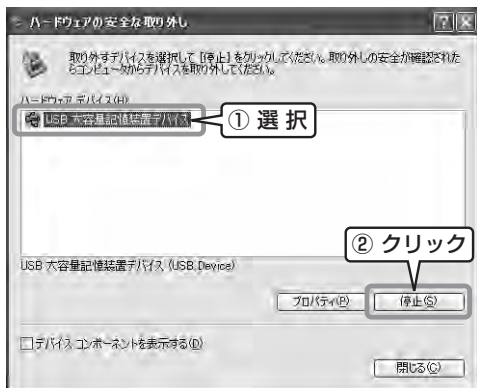 ハードウェアの安全な取り外し
取り外すデバイスを選択して [停止] をクリックしてください。取り外しの安全が確認された
らコンピュータからデバイスを取り外してください。
ハードウェア デバイス(H)
USB 大容量記憶装置デバイス
① 選 択
② クリック
USB 大容量記憶装置デバイス (USB Device)
プロパティ(P)
停止(S)
デバイス コンポーネントを表示する(D)
閉じる(C)